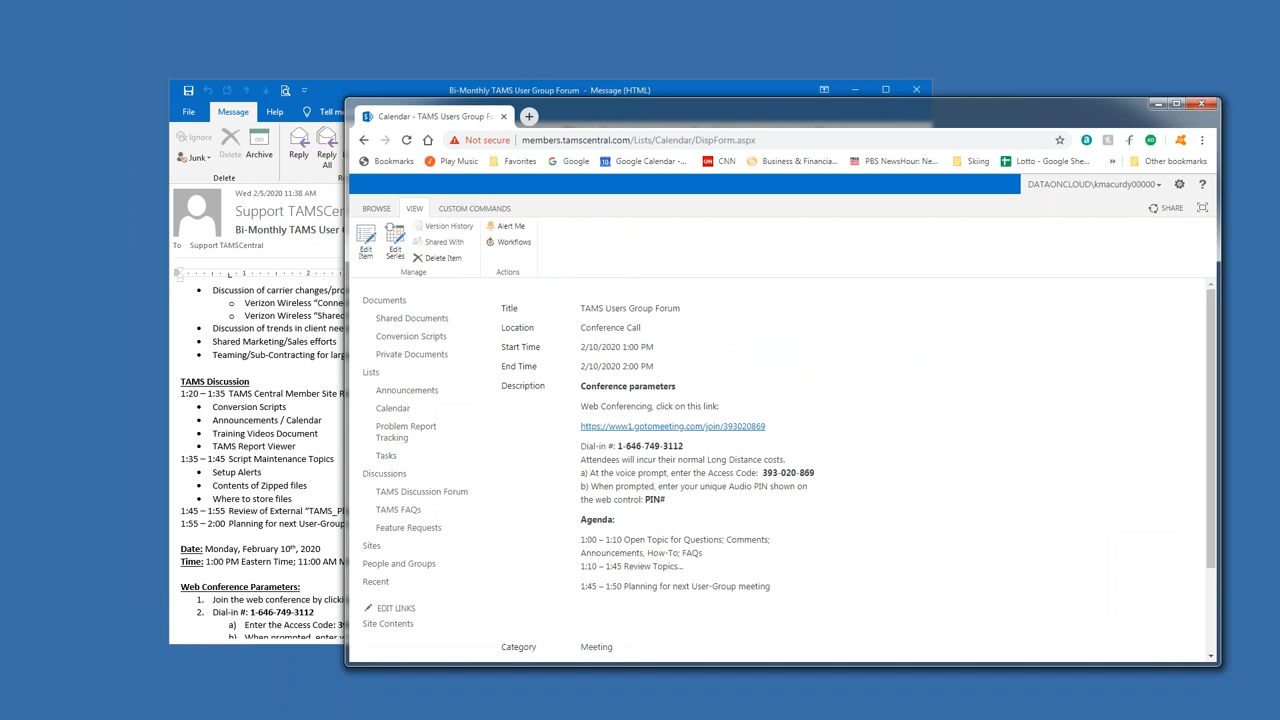 Bi-Monthly TAMS User Group Forum - Message (HTML)
File Message Help Tell me
Ignore
Junk
Delete
Archive
Reply
Reply All
Delete
Wed 2/5/2020 11:38 AM
Support TAMSCe
Bi-Monthly TAMS User G
To Support TAMSCentral
1 2
• Discussion of carrier changes/pro
o Verizon Wireless “Conne
o Verizon Wireless “Shared
• Discussion of trends in client nee
• Shared Marketing/Sales efforts
• Teaming/Sub-Contracting for larg
TAMS Discussion
1:20 – 1:35 TAMS Central Member Site R
• Conversion Scripts
• Announcements / Calendar
• Training Videos Document
• TAMS Report Viewer
1:35 – 1:45 Script Maintenance Topics
• Setup Alerts
• Contents of Zipped files
• Where to store files
1:45 – 1:55 Review of External “TAMS_P
1:55 – 2:00 Planning for next User-Group
Date: Monday, February 10th, 2020
Time: 1:00 PM Eastern Time; 11:00 AM M
Web Conference Parameters:
1. Join the web conference by clicki
2. Dial-in #: 1-646-749-3112
a) Enter the Access Code: 39
b) When prompted, enter y
Calendar - TAMS Users Group F
Not secure members.tamscentral.com/Lists/Calendar/DispForm.aspx
Bookmarks Play Music Favorites Google Google Calendar - CNN Business & Financia... PBS NewsHour: Ne... Skiing Lotto - Google She... » Other bookmarks
DATAONCLOUD\kmacurdy00000
BROWSE VIEW CUSTOM COMMANDS
SHARE
Edit Item
Edit Series
Version History
Shared With
Delete Item
Manage
Alert Me
Workflows
Actions
Documents
Shared Documents
Conversion Scripts
Private Documents
Lists
Announcements
Calendar
Problem Report
Tracking
Tasks
Discussions
TAMS Discussion Forum
TAMS FAQs
Feature Requests
Sites
People and Groups
Recent
EDIT LINKS
Site Contents
Title TAMS Users Group Forum
Location Conference Call
Start Time 2/10/2020 1:00 PM
End Time 2/10/2020 2:00 PM
Description Conference parameters
Web Conferencing, click on this link:
https://www1.gotomeeting.com/join/393020869
Dial-in #: 1-646-749-3112
Attendees will incur their normal Long Distance costs.
a) At the voice prompt, enter the Access Code: 393-020-869
b) When prompted, enter your unique Audio PIN shown on
the web control: PIN#
Agenda:
1:00 – 1:10 Open Topic for Questions; Comments;
Announcements, How-To; FAQs
1:10 – 1:45 Review Topics...
1:45 – 1:50 Planning for next User-Group meeting
Category Meeting